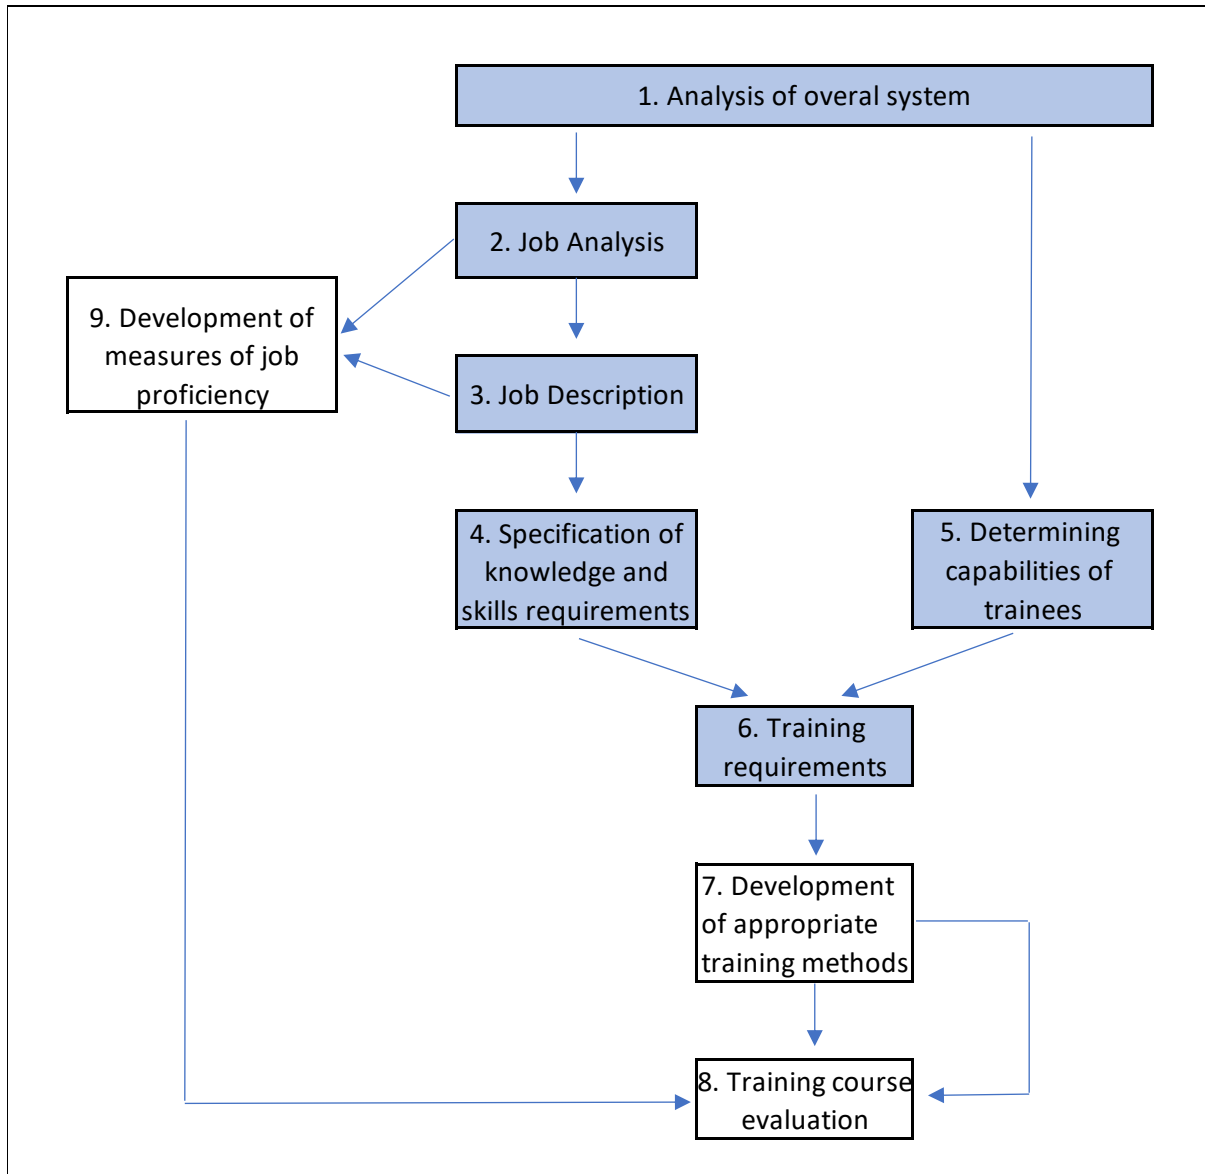 1. Analysis of overal system
2. Job Analysis
9. Development of
measures of job
proficiency
3. Job Description
4. Specification of
knowledge and
skills requirements
5. Determining
capabilities of
trainees
6. Training
requirements
7. Development
of appropriate
training methods
8. Training course
evaluation